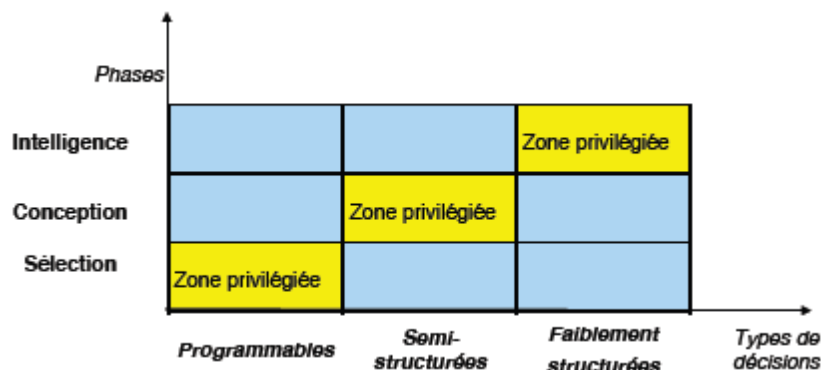 Phases
Intelligence
Zone privilégiée
Conception
Zone privilégiée
Sélection
Zone privilégiée
Programmables
Semi-
structurées
Faiblement
structurées
Types de
décisions